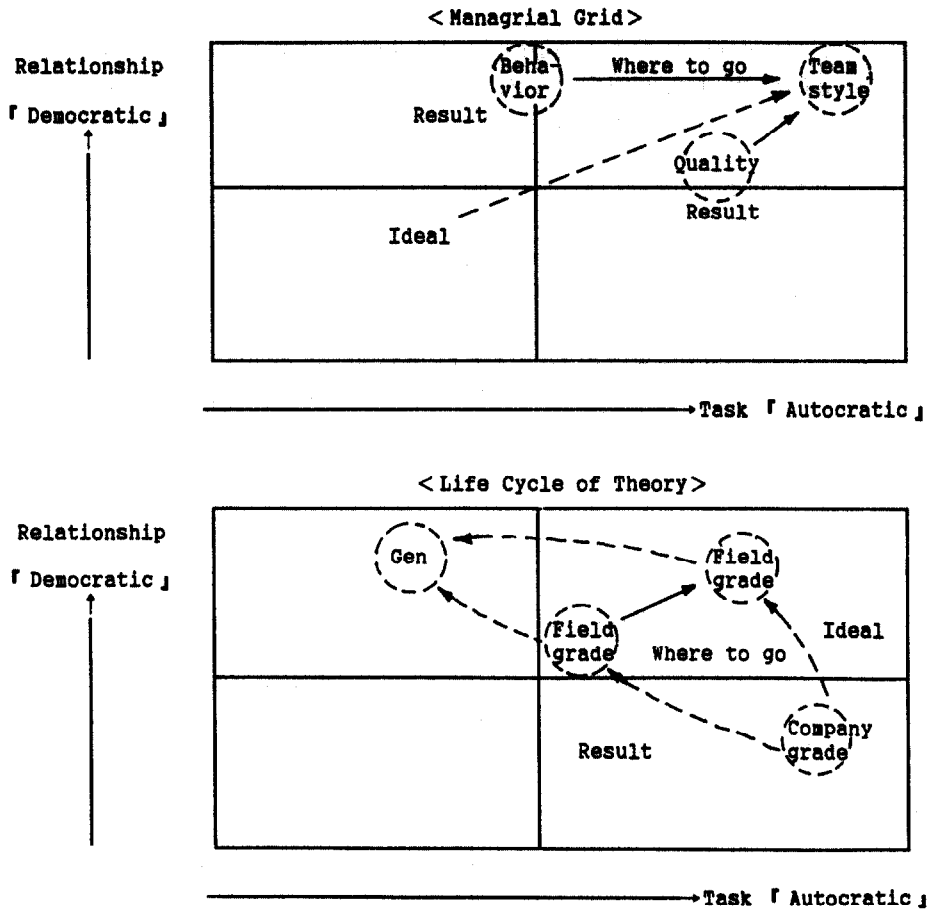 <Managrial Grid>
Relationship
『 Democratic 』
Beha-
vior
Where to go
Team
style
Result
Quality
Result
Ideal
Task 『 Autocratic 』
<Life Cycle of Theory>
Relationship
『 Democratic 』
Gen
Field
grade
Field
grade
Ideal
Where to go
Company
grade
Result
Task 『 Autocratic 』